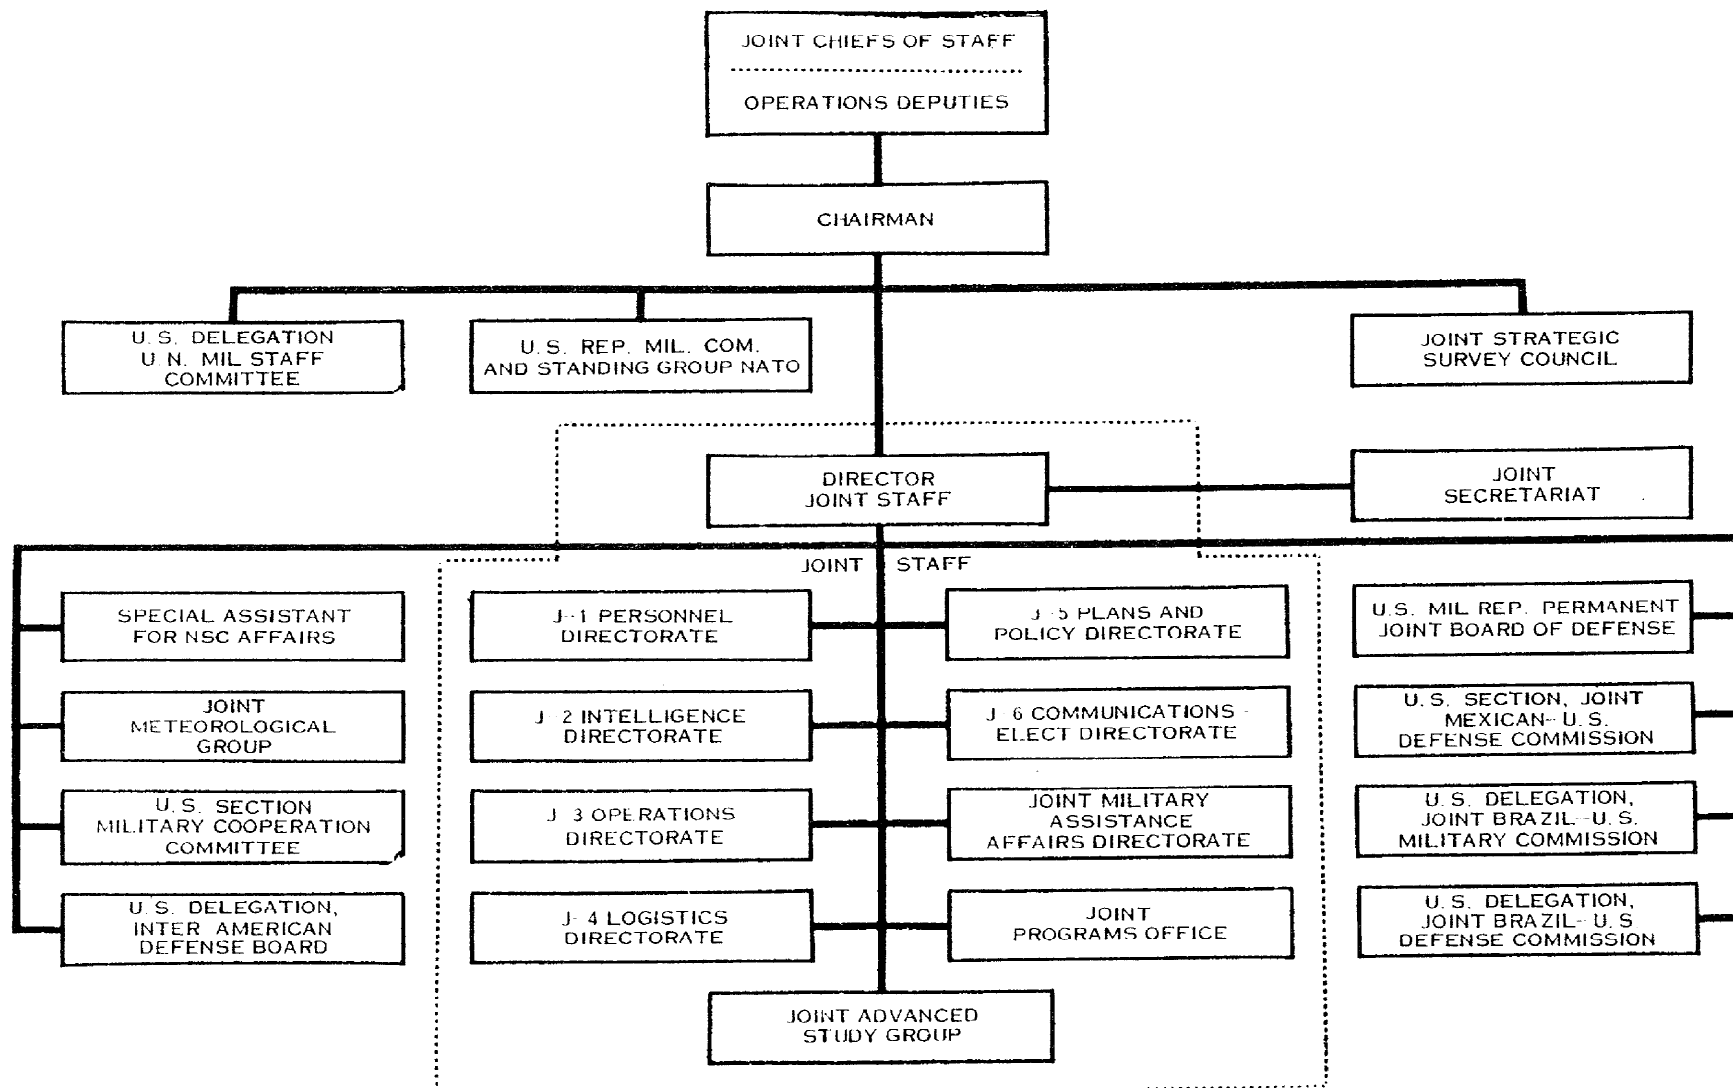 JOINT CHIEFS OF STAFF
OPERATIONS DEPUTIES
CHAIRMAN
U.S. DELEGATION
U.N. MIL STAFF
COMMITTEE
U.S. REP. MIL. COM.
AND STANDING GROUP NATO
JOINT STRATEGIC
SURVEY COUNCIL
DIRECTOR
JOINT STAFF
JOINT
SECRETARIAT
JOINT STAFF
SPECIAL ASSISTANT
FOR NSC AFFAIRS
JOINT
METEOROLOGICAL
GROUP
U.S. SECTION
MILITARY COOPERATION
COMMITTEE
U.S. DELEGATION,
INTER AMERICAN
DEFENSE BOARD
J-1 PERSONNEL
DIRECTORATE
J-2 INTELLIGENCE
DIRECTORATE
J-3 OPERATIONS
DIRECTORATE
J-4 LOGISTICS
DIRECTORATE
J-5 PLANS AND
POLICY DIRECTORATE
J-6 COMMUNICATIONS-
ELECT DIRECTORATE
JOINT MILITARY
ASSISTANCE
AFFAIRS DIRECTORATE
JOINT
PROGRAMS OFFICE
JOINT ADVANCED
STUDY GROUP
U.S. MIL REP. PERMANENT
JOINT BOARD OF DEFENSE
U.S. SECTION, JOINT
MEXICAN-U.S.
DEFENSE COMMISSION
U.S. DELEGATION,
JOINT BRAZIL-U.S.
MILITARY COMMISSION
U.S. DELEGATION,
JOINT BRAZIL-U.S
DEFENSE COMMISSION